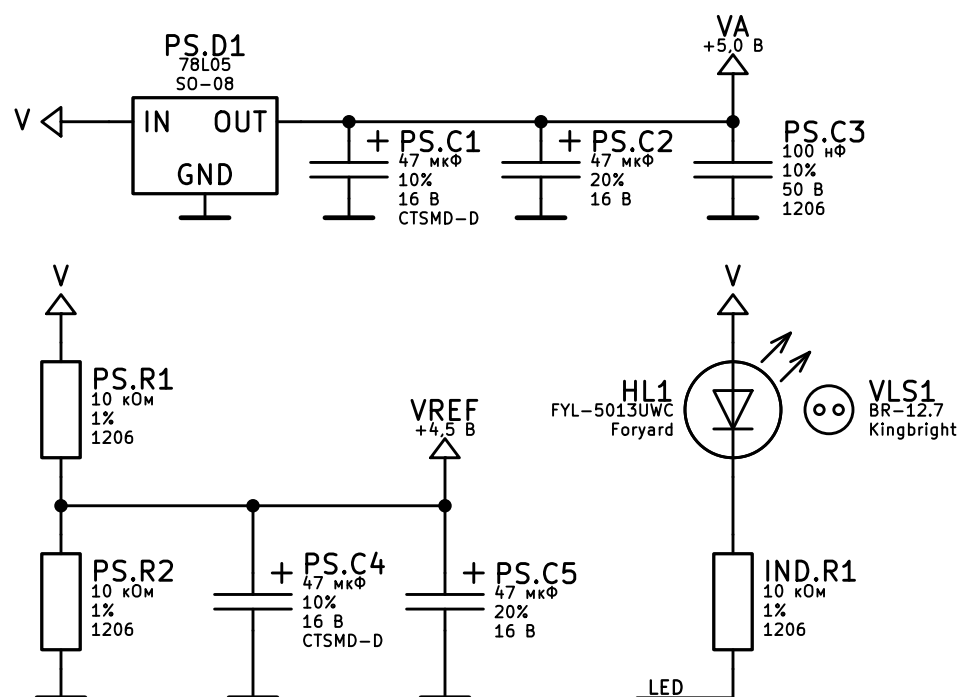 PS.D1
78L05
SO-08
VA
+5,0 В
V
IN OUT
GND
+ PS.C1
47 мкФ
10%
16 В
CTSMD-D
+ PS.C2
47 мкФ
20%
16 В
PS.C3
100 нФ
10%
50 В
1206
V
PS.R1
10 кОм
1%
1206
VREF
+4,5 В
V
HL1
FYL-5013UWC
Foryard
VLS1
BR-12.7
Kingbright
PS.R2
10 кОм
1%
1206
+ PS.C4
47 мкФ
10%
16 В
CTSMD-D
+ PS.C5
47 мкФ
20%
16 В
IND.R1
10 кОм
1%
1206
LED